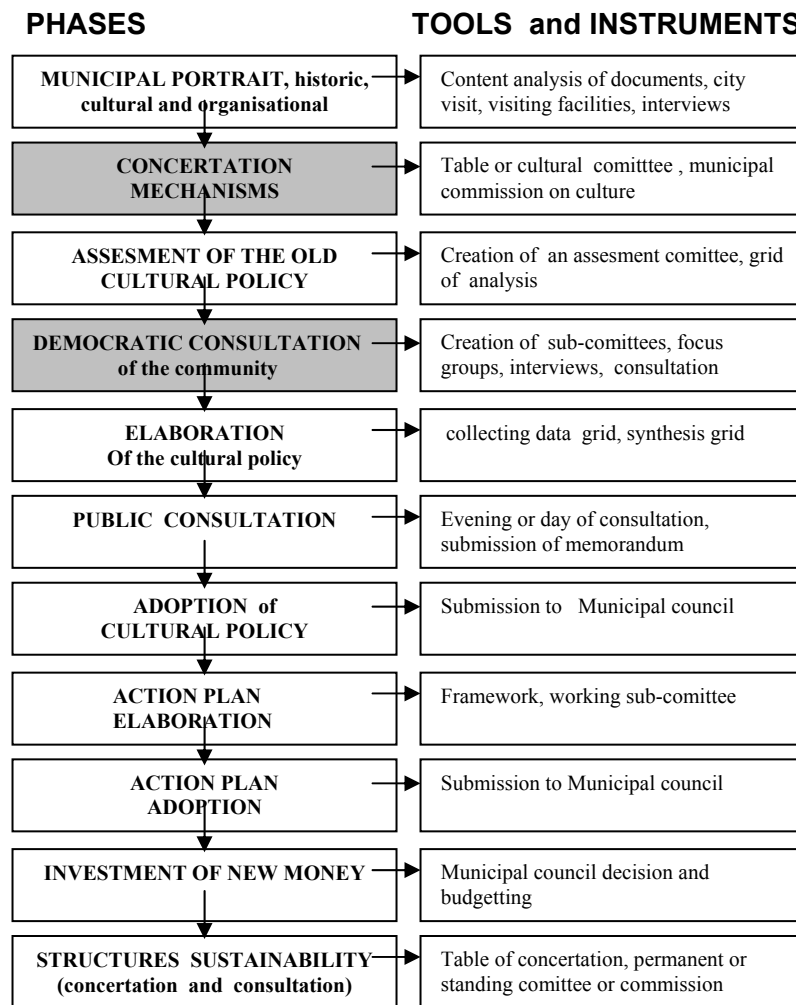 PHASES
TOOLS and INSTRUMENTS
MUNICIPAL PORTRAIT, historic,
cultural and organisational
Content analysis of documents, city
visit, visiting facilities, interviews
CONCERTATION
MECHANISMS
Table or cultural comitttee , municipal
commission on culture
ASSESMENT OF THE OLD
CULTURAL POLICY
Creation of an assesment comittee, grid
of analysis
DEMOCRATIC CONSULTATION
of the community
Creation of sub-comittees, focus
groups, interviews, consultation
ELABORATION
Of the cultural policy
collecting data grid, synthesis grid
PUBLIC CONSULTATION
Evening or day of consultation,
submission of memorandum
ADOPTION of
CULTURAL POLICY
Submission to Municipal council
ACTION PLAN
ELABORATION
Framework, working sub-comittee
ACTION PLAN
ADOPTION
Submission to Municipal council
INVESTMENT OF NEW MONEY
Municipal council decision and
budgetting
STRUCTURES SUSTAINABILITY
(concertation and consultation)
Table of concertation, permanent or
standing comittee or commission